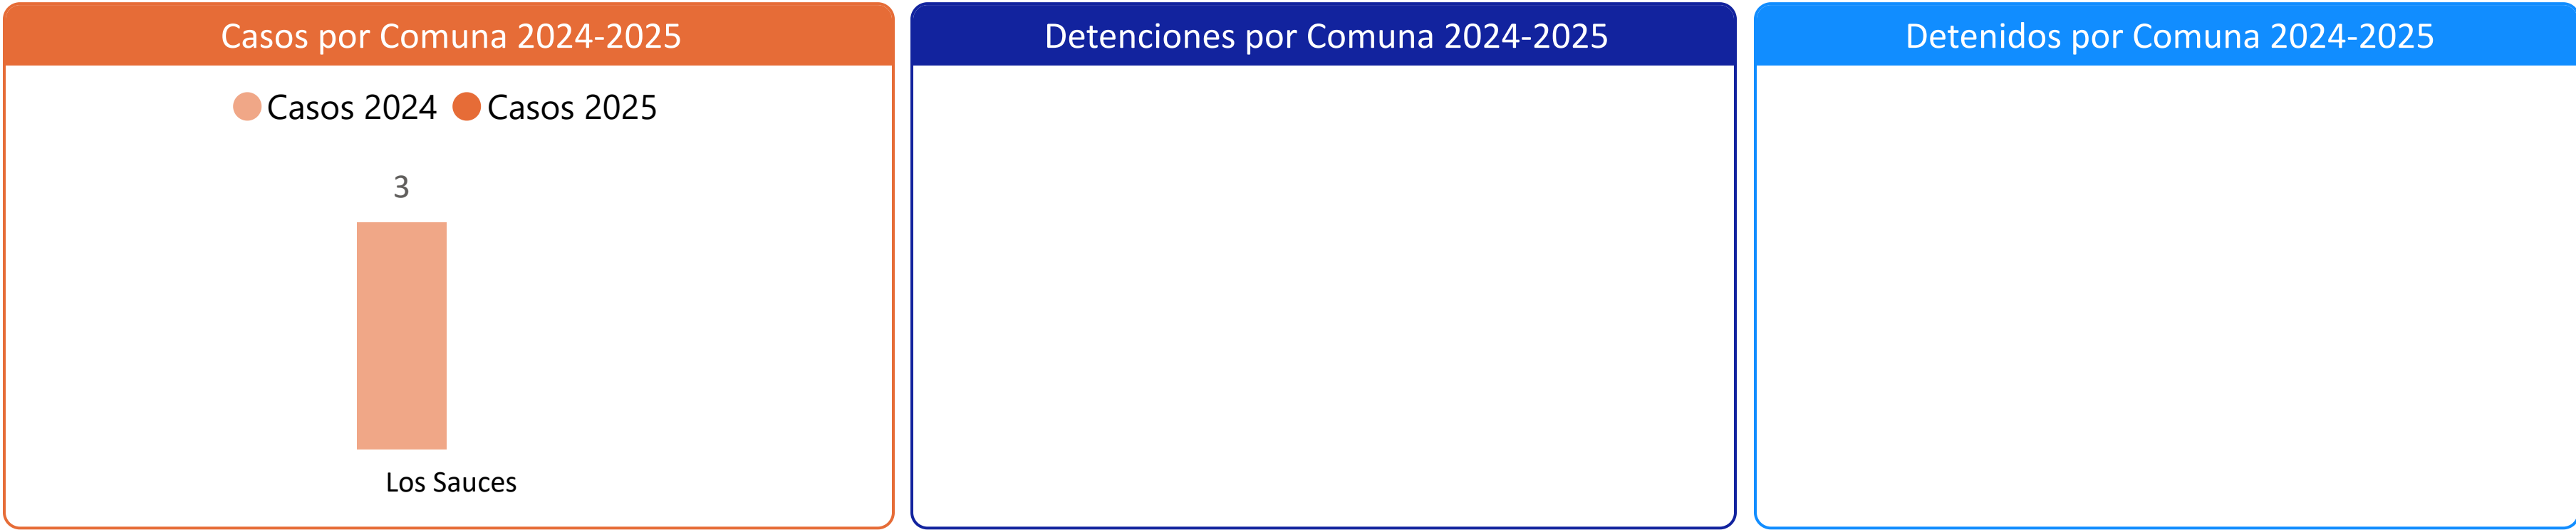 Casos por Comuna 2024-2025
Casos 2024 Casos 2025
3
Los Sauces
Detenciones por Comuna 2024-2025
Detenidos por Comuna 2024-2025